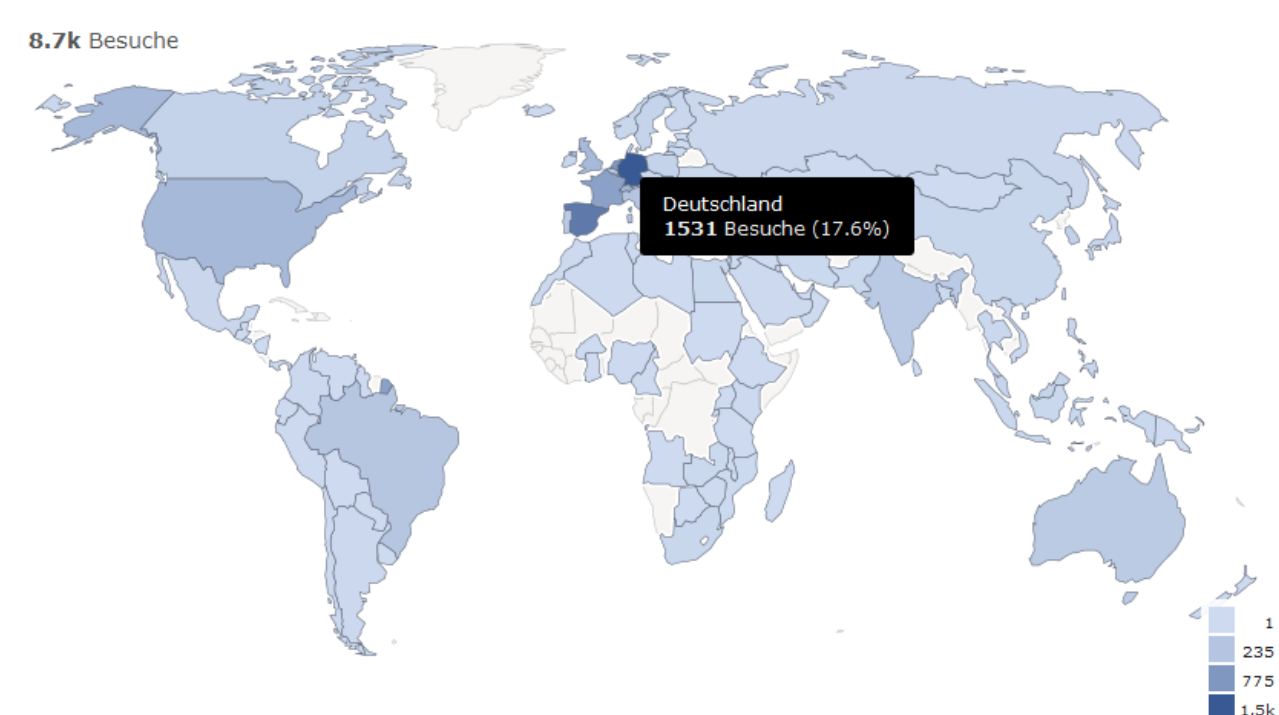 8.7k Besuche
Deutschland
1531 Besuche (17.6%)
1
235
775
1.5k